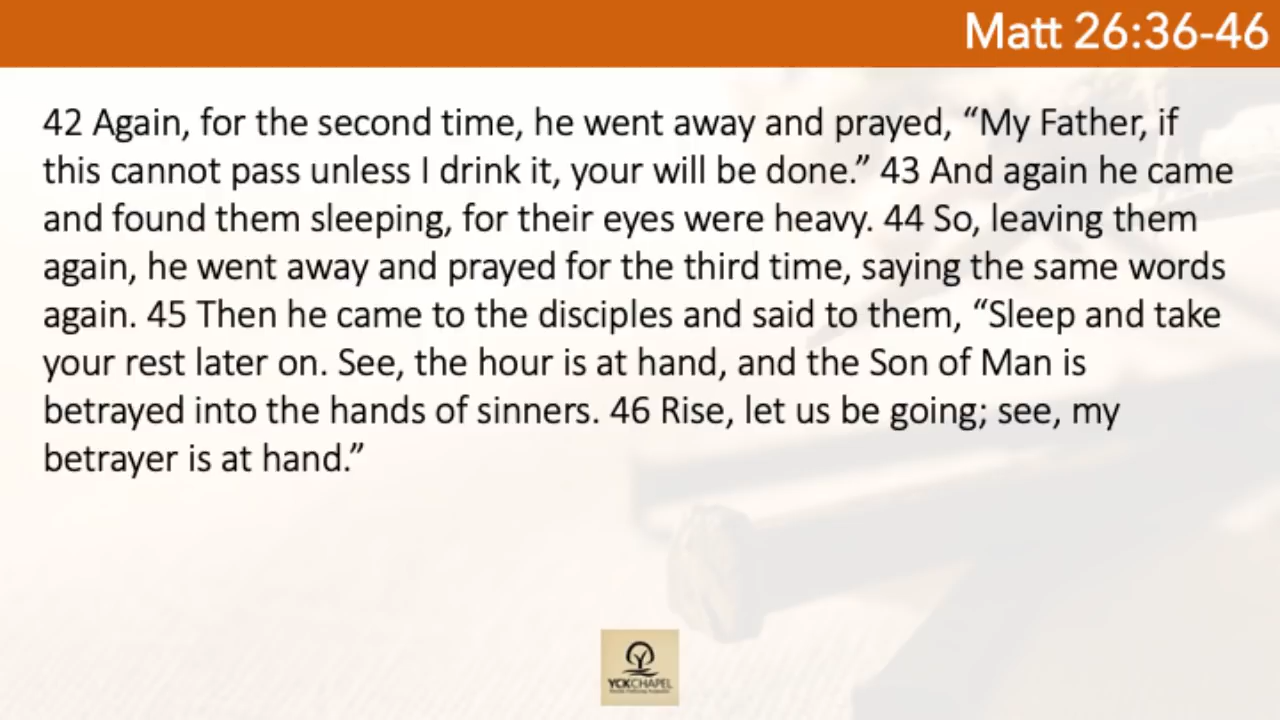 Matt 26:36-46
42 Again, for the second time, he went away and prayed, “My Father, if
this cannot pass unless I drink it, your will be done.” 43 And again he came
and found them sleeping, for their eyes were heavy. 44 So, leaving them
again, he went away and prayed for the third time, saying the same words
again. 45 Then he came to the disciples and said to them, “Sleep and take
your rest later on. See, the hour is at hand, and the Son of Man is
betrayed into the hands of sinners. 46 Rise, let us be going; see, my
betrayer is at hand.”
YCKCHAPEL